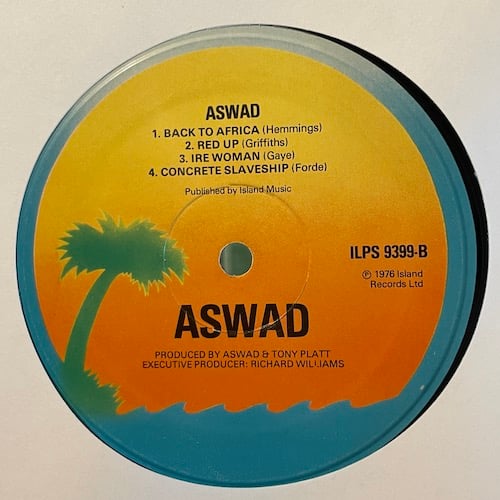 ASWAD
1. BACK TO AFRICA (Hemmings)
2. RED UP (Griffiths)
3. IRE WOMAN (Gaye)
4. CONCRETE SLAVESHIP (Forde)
Published by Island Music
ILPS 9399-B
℗ 1976 Island
Records Ltd
ASWAD
PRODUCED BY ASWAD & TONY PLATT
EXECUTIVE PRODUCER: RICHARD WILLIAMS